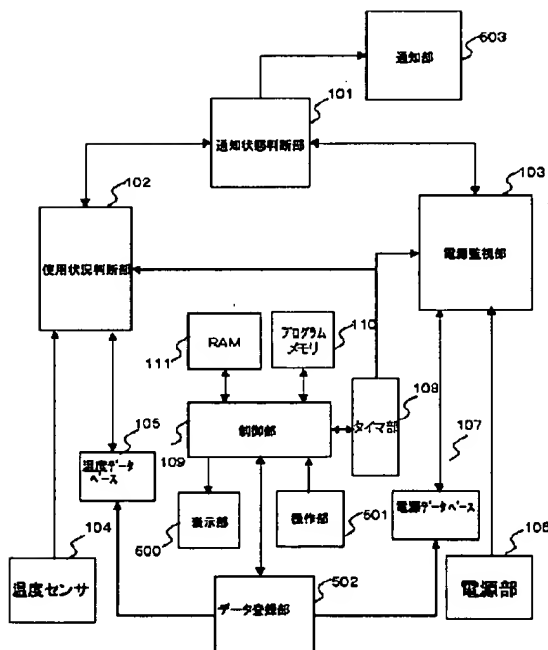 603
通知部
101
通知状態判断部
102
103
使用状況判断部
電源監視部
RAM
プログラム
メモリ
110
111
108
制御部
タイマ部
105
107
109
温度データ
ベース
表示部
操作部
電源データベース
104
600
601
106
温度センサ
602
電源部
データ登録部